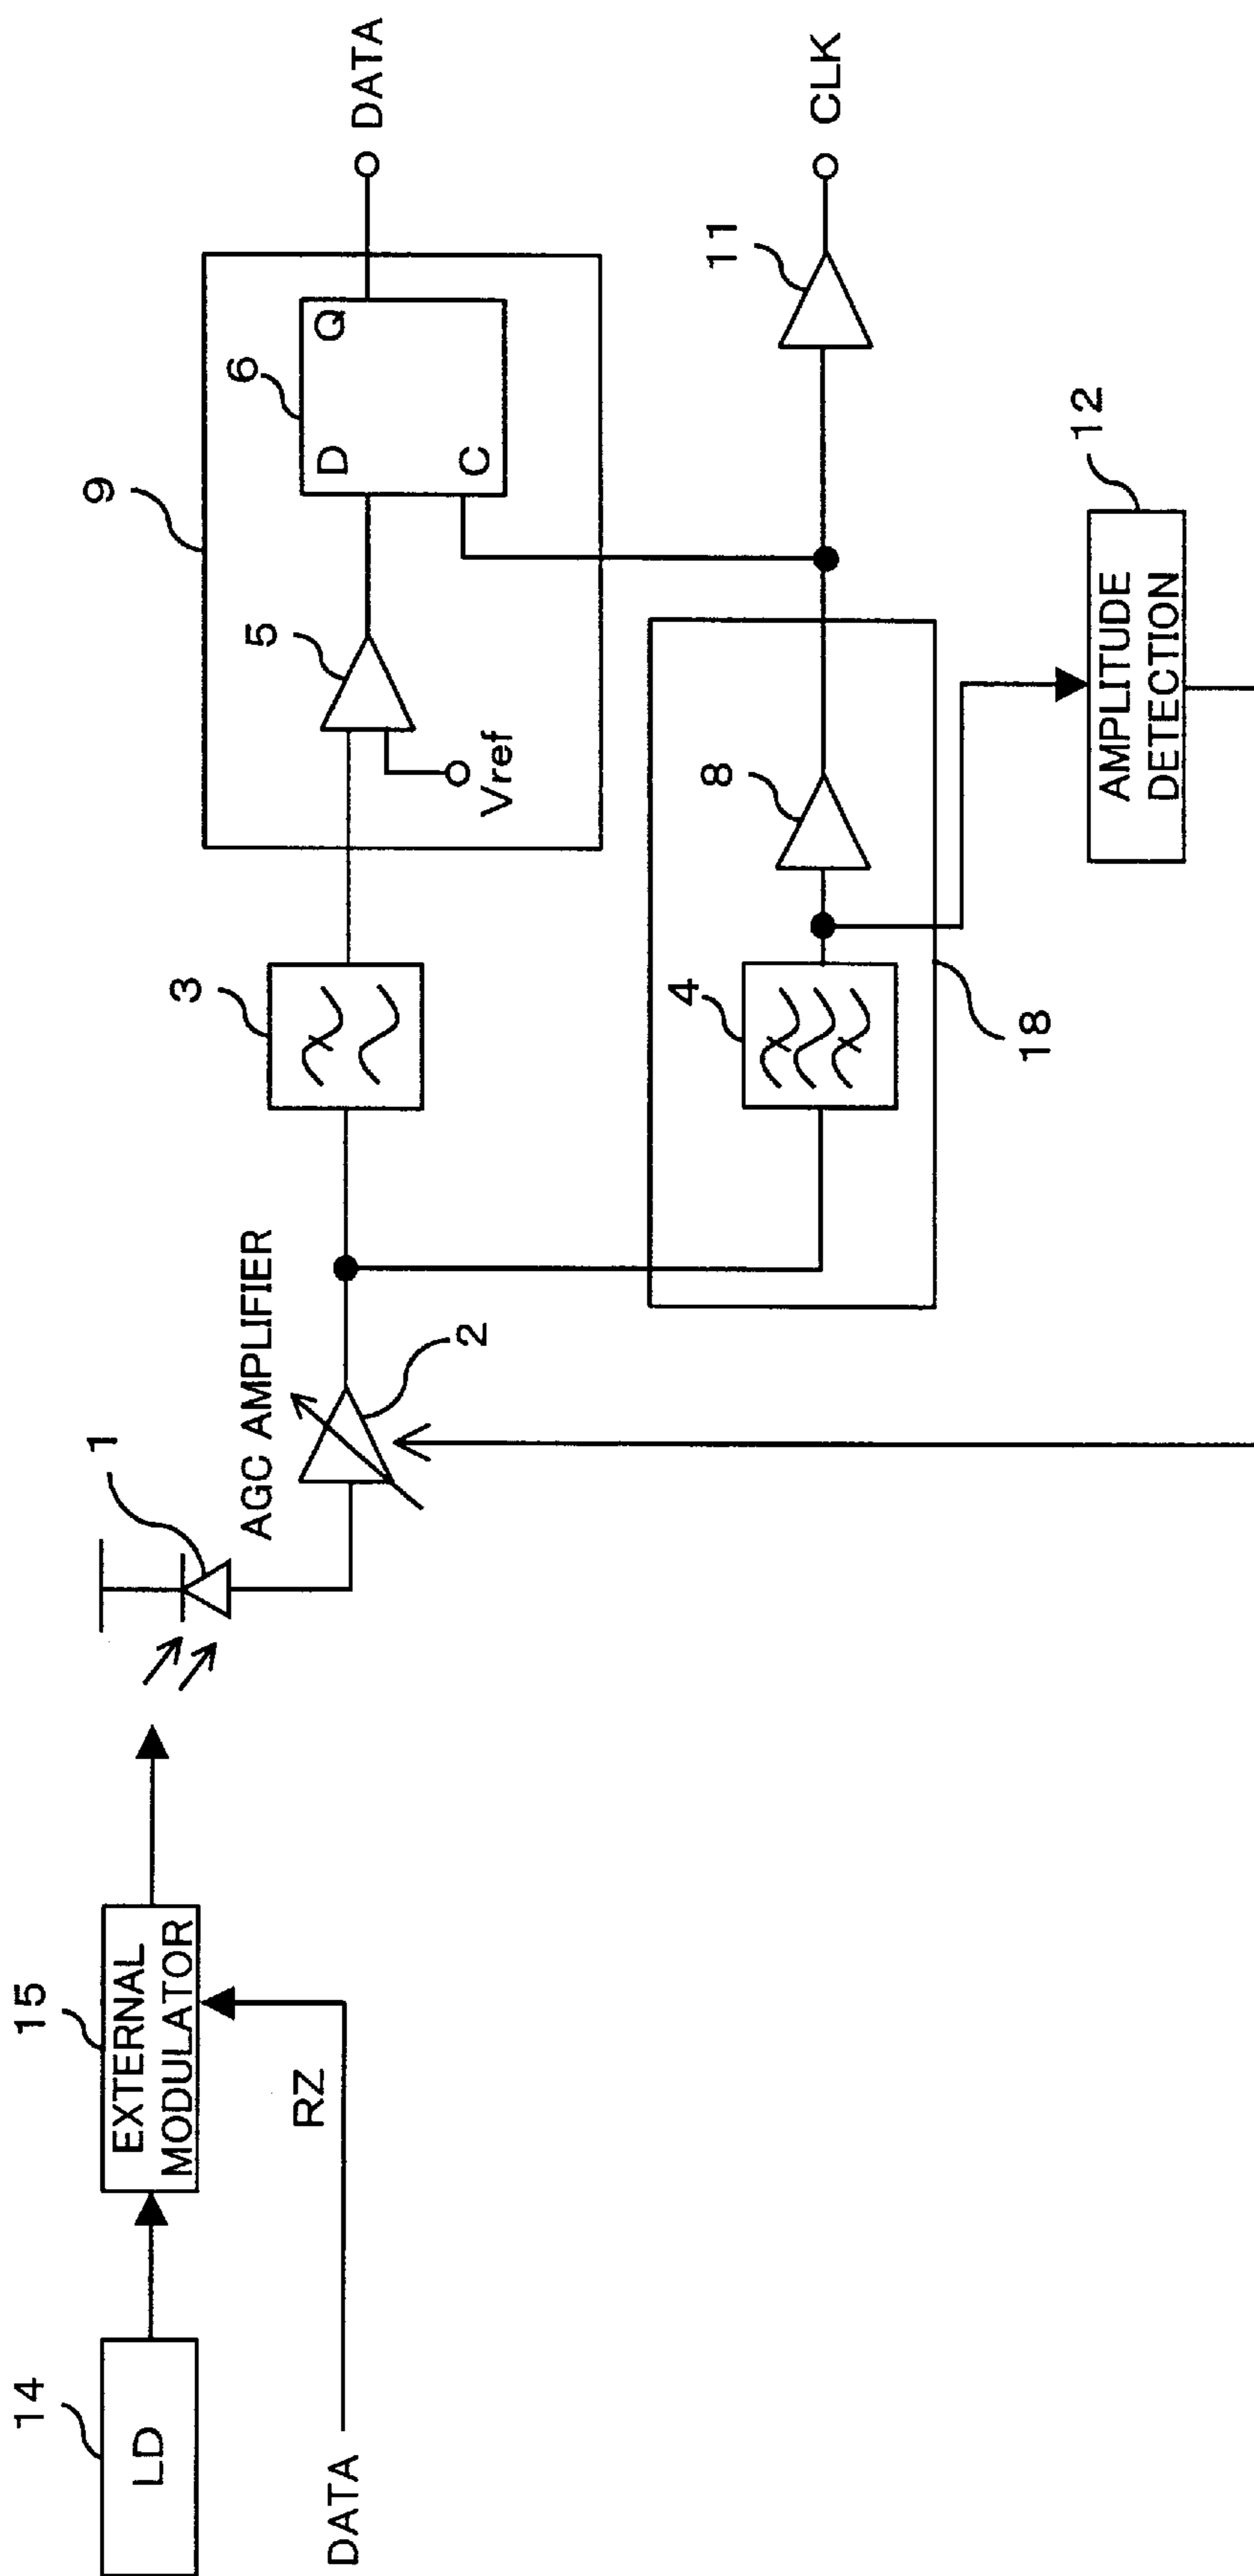 14
LD
15
EXTERNAL
MODULATOR
DATA
RZ
1
AGC AMPLIFIER
2
3
9
5
Vref
6
D
Q
C
DATA
4
8
18
11
CLK
12
AMPLITUDE
DETECTION